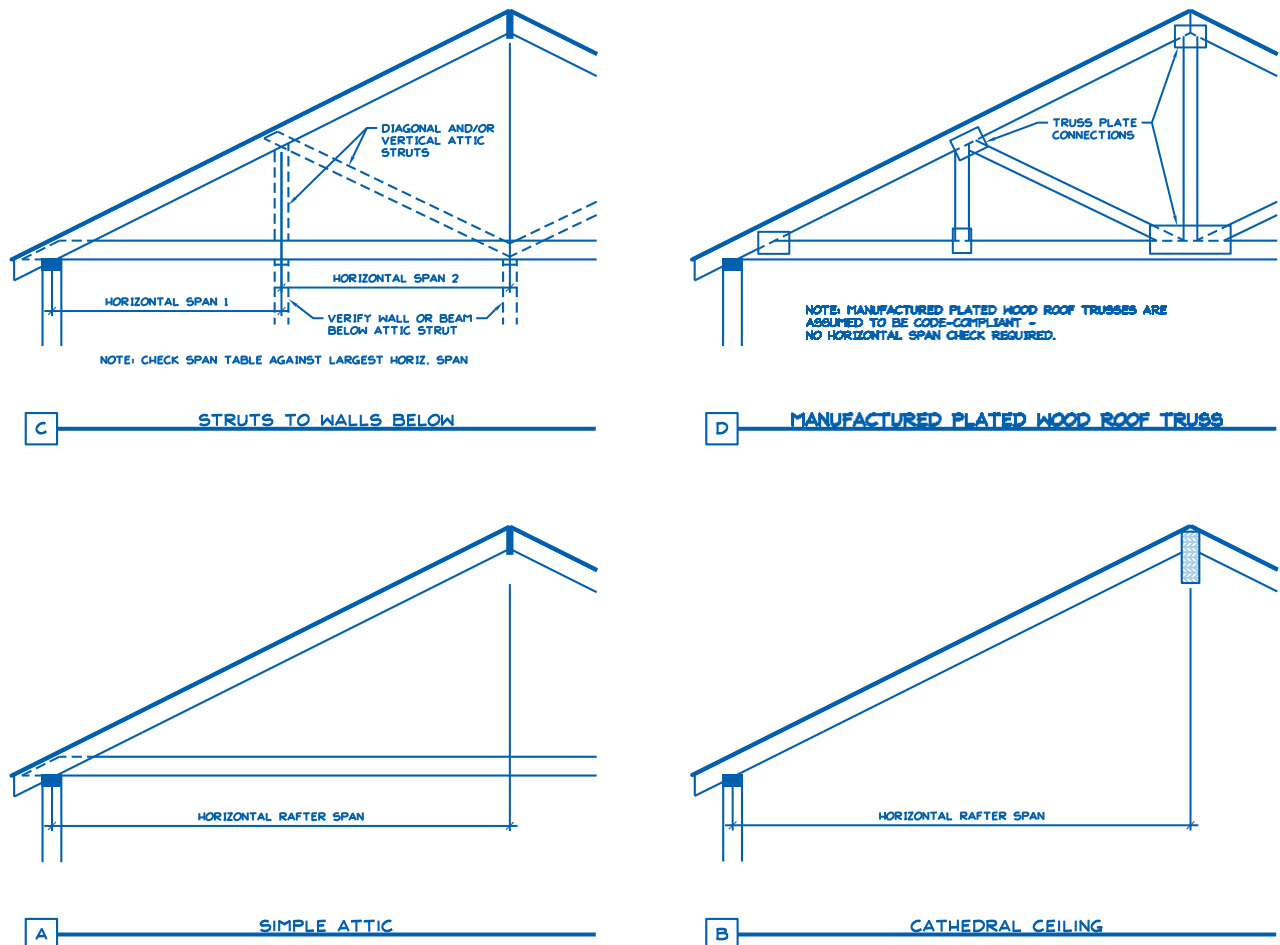 DIAGONAL AND/OR
VERTICAL ATTIC
STRUTS
HORIZONTAL SPAN 2
HORIZONTAL SPAN 1
VERIFY WALL OR BEAM
BELOW ATTIC STRUT
NOTE: CHECK SPAN TABLE AGAINST LARGEST HORIZ. SPAN
C
STRUTS TO WALLS BELOW
TRUSS PLATE
CONNECTIONS
NOTE: MANUFACTURED PLATED WOOD ROOF TRUSSES ARE
ASSUMED TO BE CODE-COMPLIANT -
NO HORIZONTAL SPAN CHECK REQUIRED.
D
MANUFACTURED PLATED WOOD ROOF TRUSS
HORIZONTAL RAFTER SPAN
A
SIMPLE ATTIC
HORIZONTAL RAFTER SPAN
B
CATHEDRAL CEILING